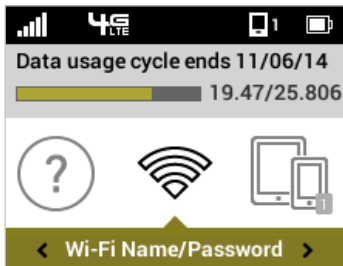 4G LTE 1
Data usage cycle ends 11/06/14
19.47/25.806
?
1
< Wi-Fi Name/Password >